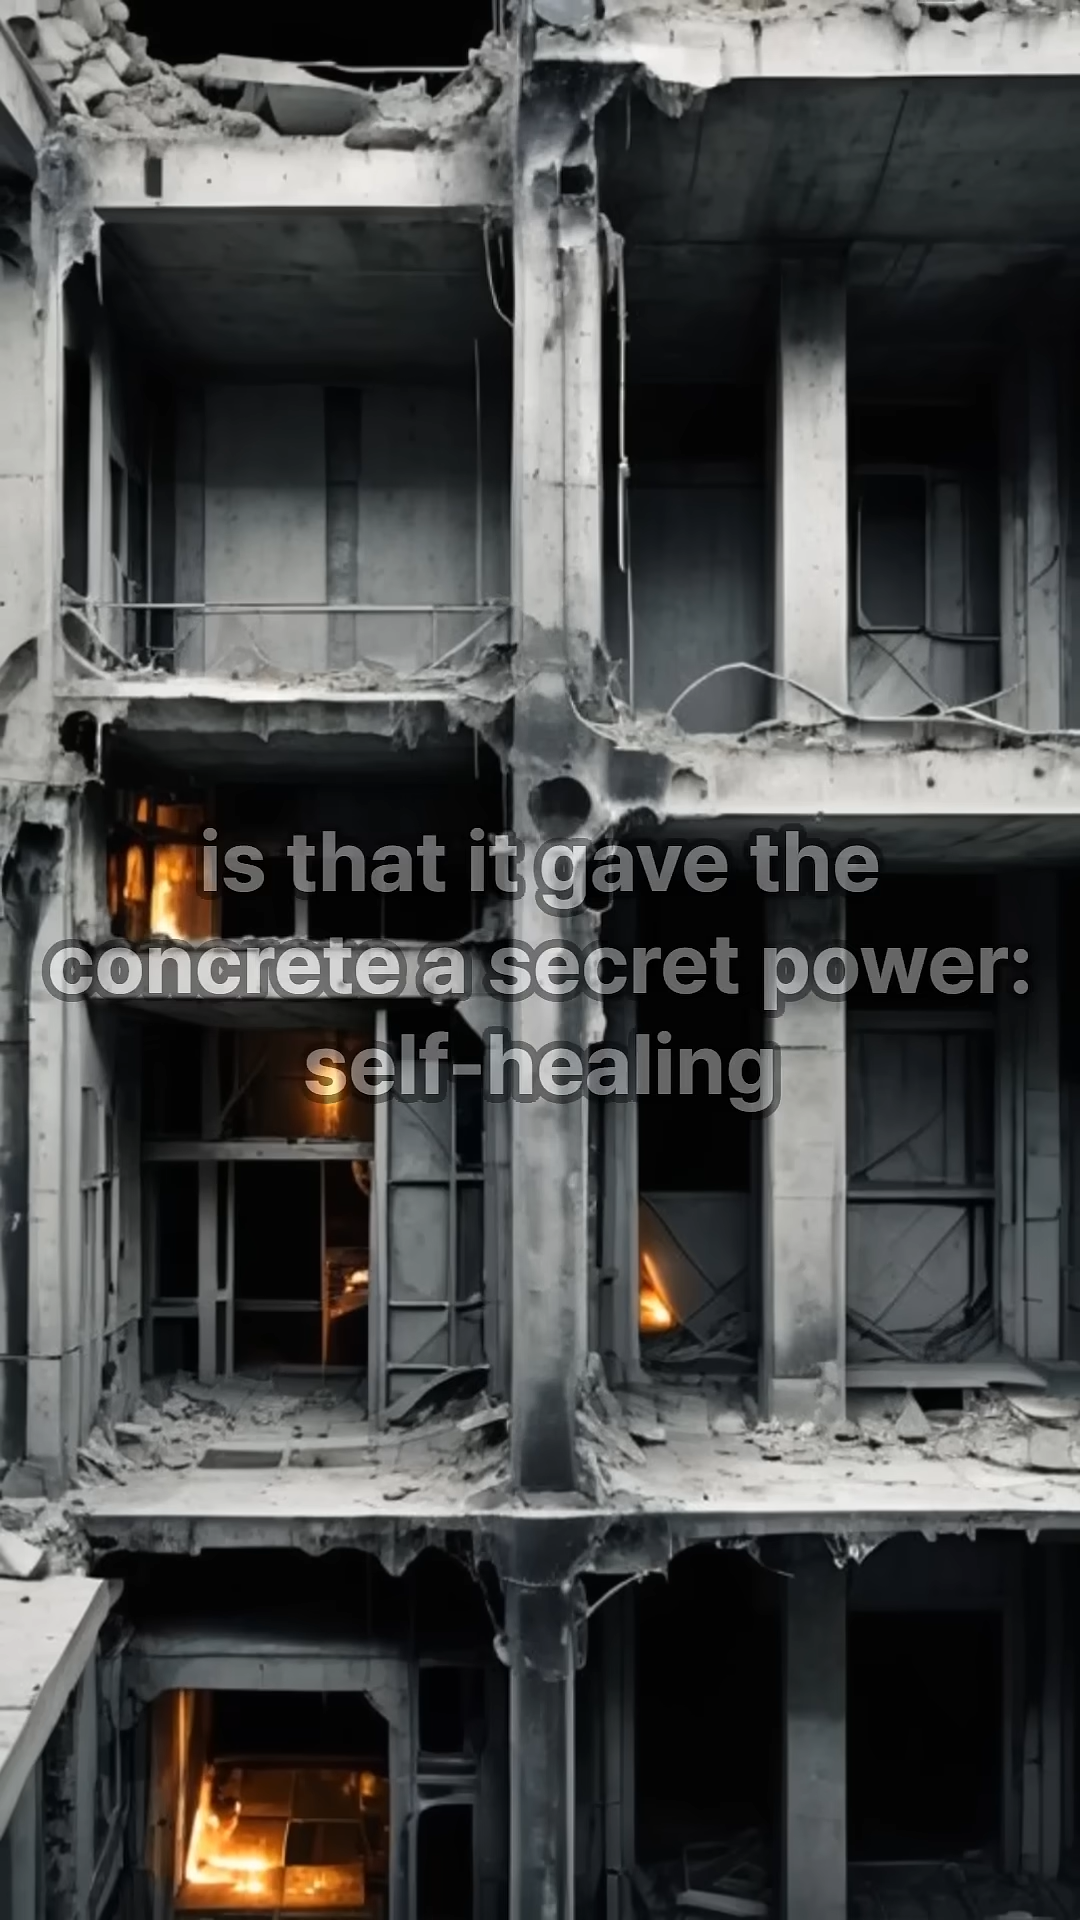 is that it gave the
concrete a secret power:
self-healing